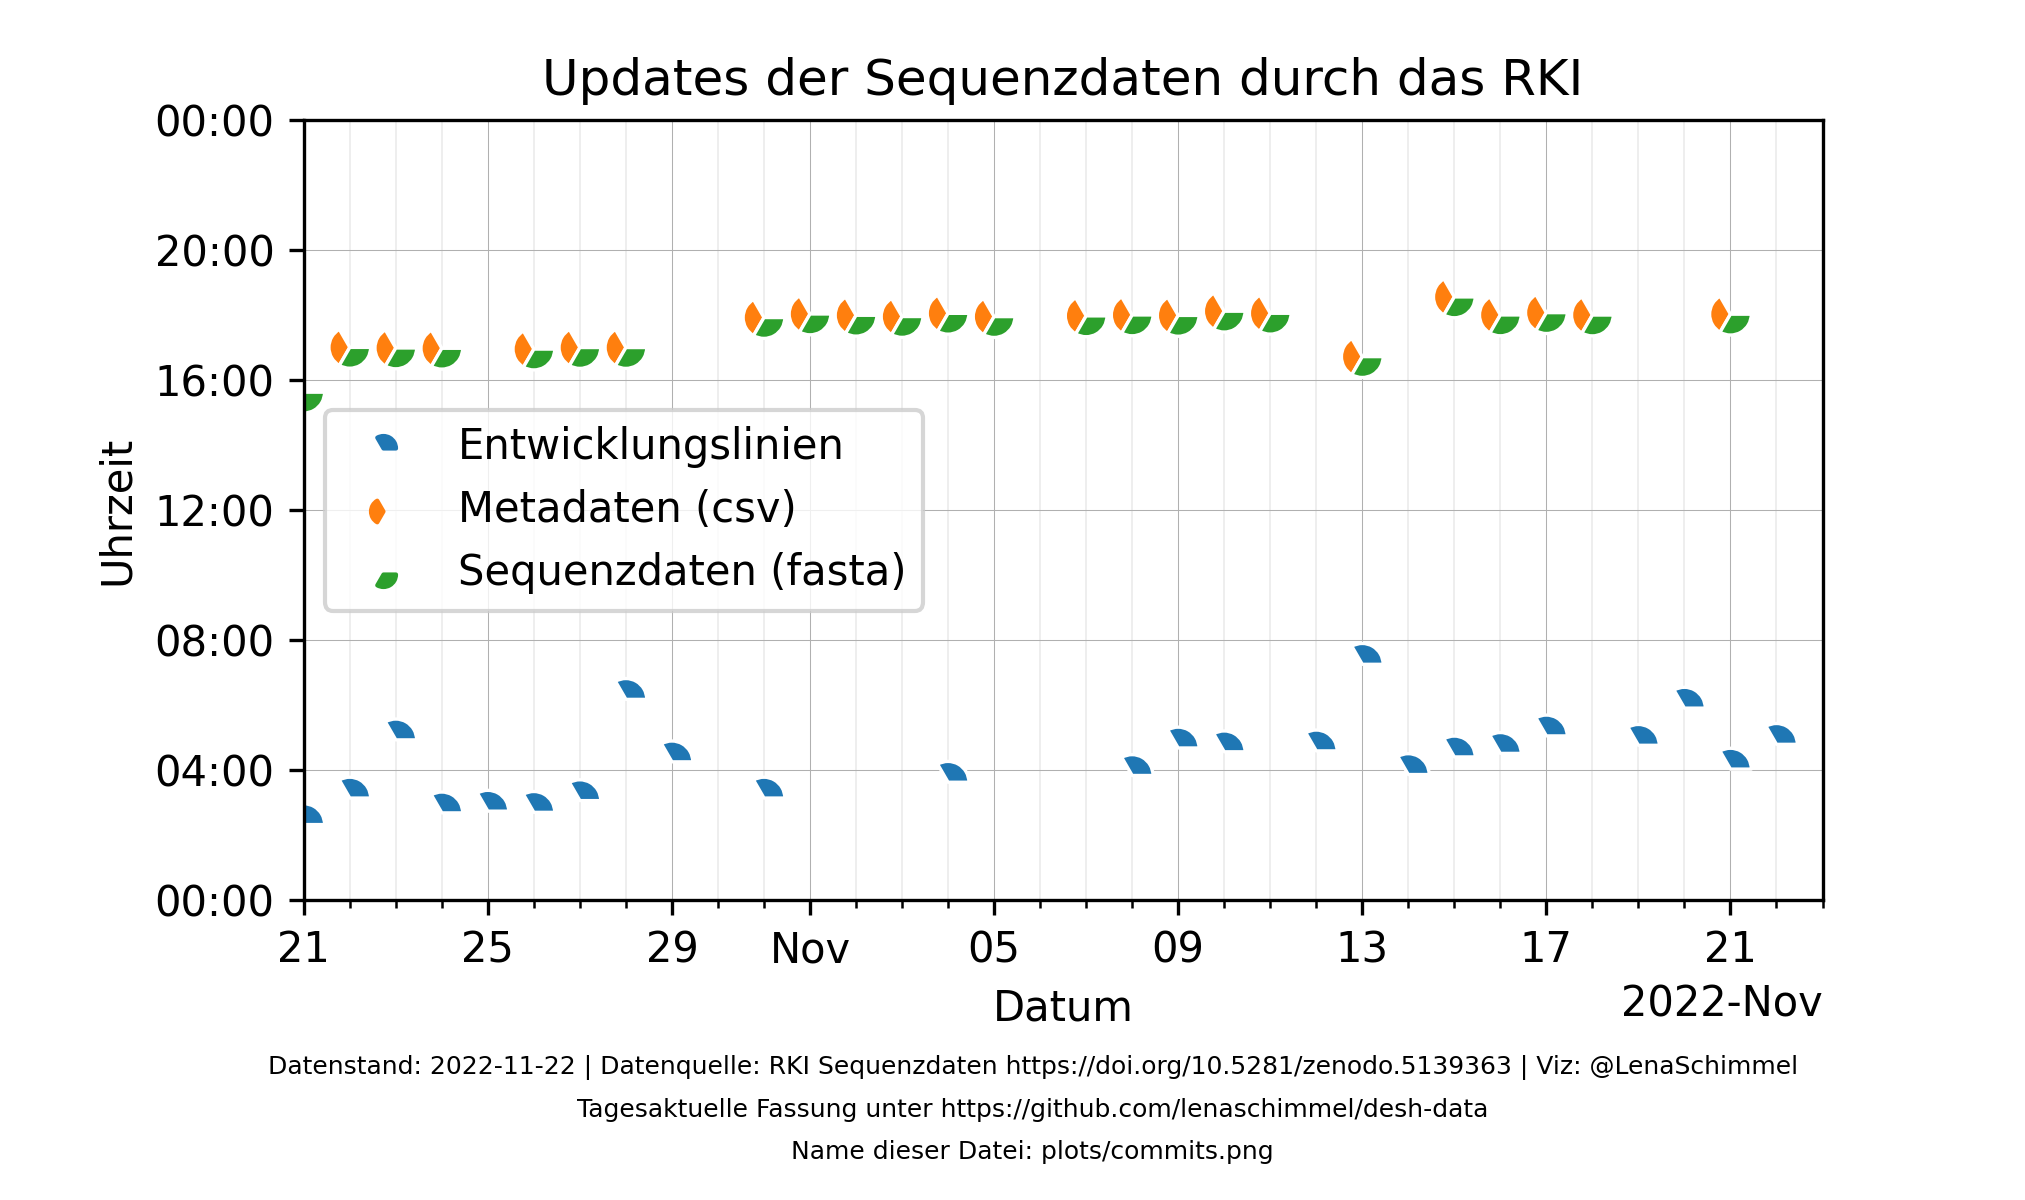 Updates der Sequenzdaten durch das RKI
00:00
20:00
16:00
12:00
08:00
04:00
00:00
Uhrzeit
Entwicklungslinien
Metadaten (csv)
Sequenzdaten (fasta)
21 25 29 Nov 05 09 13 17 21
Datum
2022-Nov
Datenstand: 2022-11-22 | Datenquelle: RKI Sequenzdaten https://doi.org/10.5281/zenodo.5139363 | Viz: @LenaSchimmel
Tagesaktuelle Fassung unter https://github.com/lenaschimmel/desh-data
Name dieser Datei: plots/commits.png